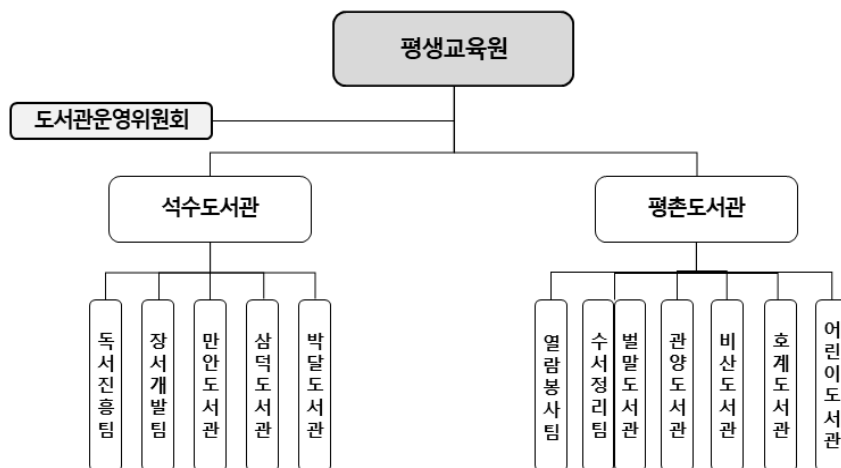 평생교육원
도서관운영위원회
석수도서관
평촌도서관
독서진흥팀
장서개발팀
만안도서관
삼덕도서관
박달도서관
열람봉사팀
수서정리팀
벌말도서관
관양도서관
비산도서관
호계도서관
어린이도서관